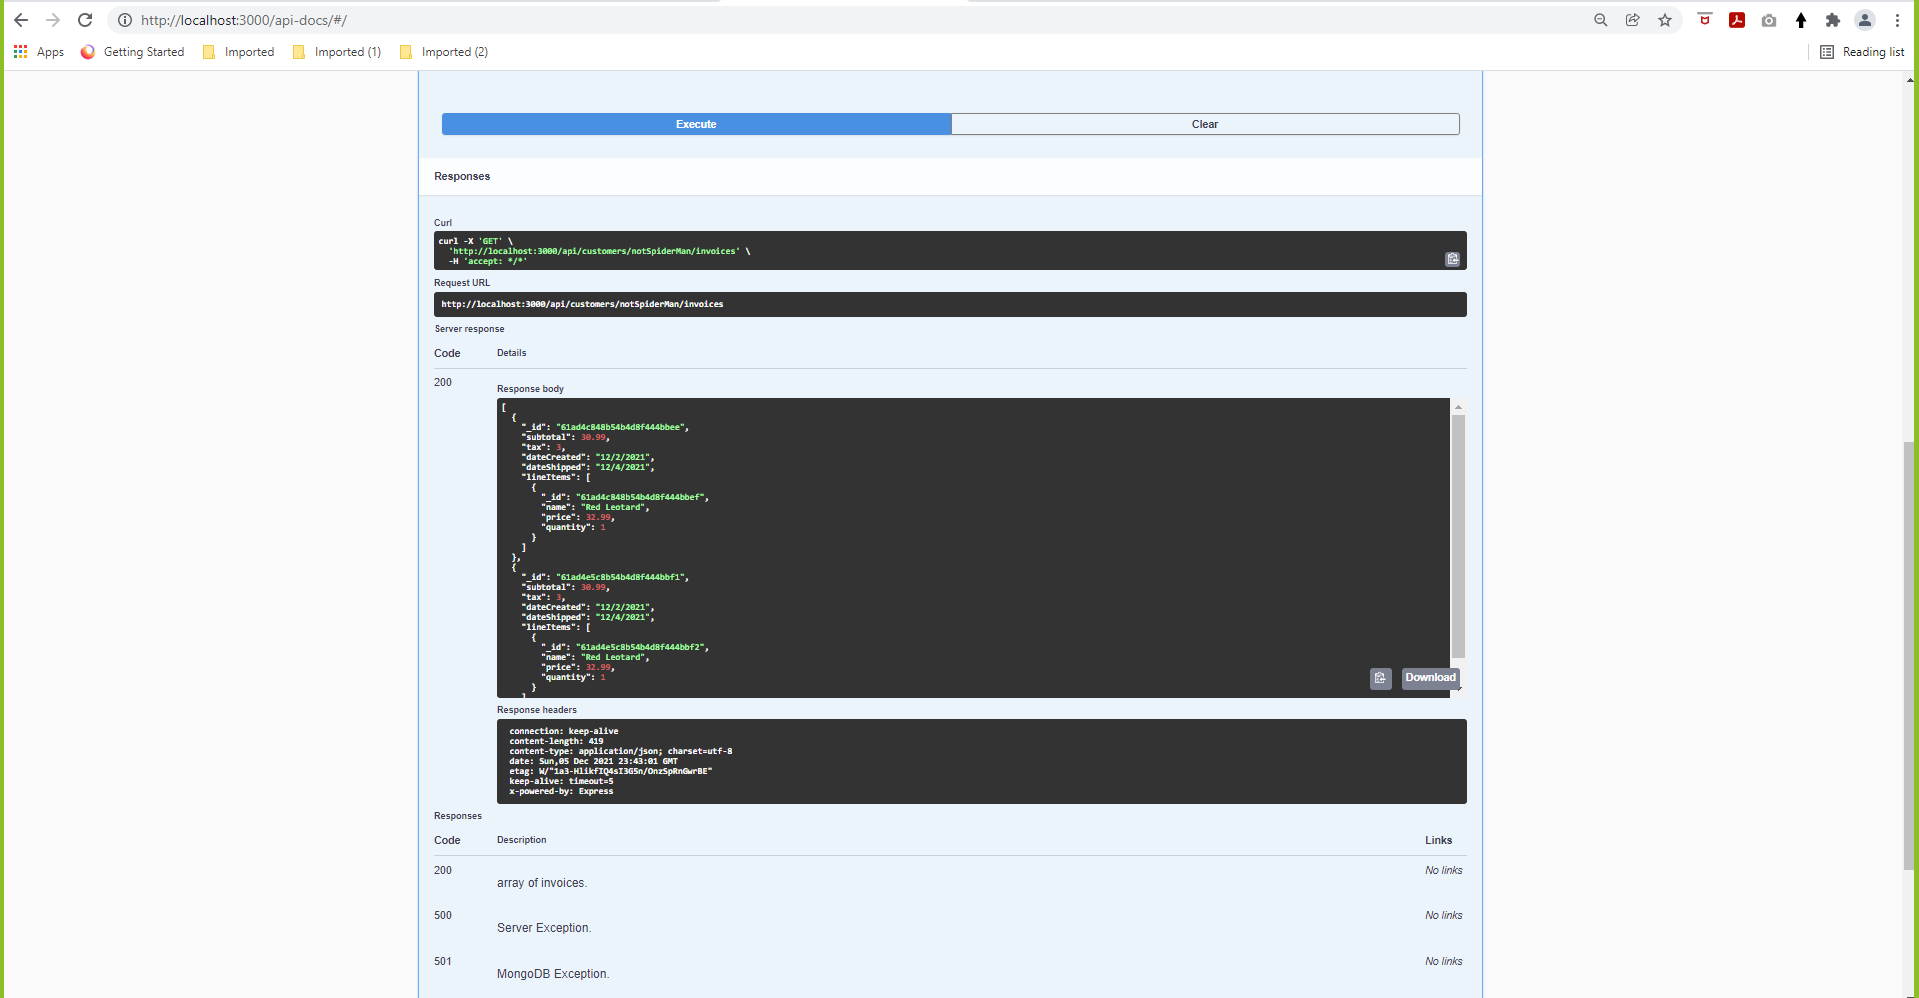 http://localhost:3000/api-docs/#/
Apps Getting Started Imported Imported (1) Imported (2) Reading list
Execute Clear
Responses
Curl
curl -X 'GET' \
'http://localhost:3000/api/customers/notSpiderMan/invoices' \
-H 'accept: */*'
Request URL
http://localhost:3000/api/customers/notSpiderMan/invoices
Server response
Code Details
200
Response body
[
{
"_id": "61ad4c848b54b4d8f444bbee",
"subtotal": 30.99,
"tax": 3,
"dateCreated": "12/2/2021",
"dateShipped": "12/4/2021",
"lineItems": [
{
"_id": "61ad4c848b54b4d8f444bbef",
"name": "Red Leotard",
"price": 32.99,
"quantity": 1
}
]
},
{
"_id": "61ad4e5c8b54b4d8f444bbf1",
"subtotal": 30.99,
"tax": 3,
"dateCreated": "12/2/2021",
"dateShipped": "12/4/2021",
"lineItems": [
{
"_id": "61ad4e5c8b54b4d8f444bbf2",
"name": "Red Leotard",
"price": 32.99,
"quantity": 1
}
]
Download
Response headers
connection: keep-alive
content-length: 419
content-type: application/json; charset=utf-8
date: Sun,05 Dec 2021 23:43:01 GMT
keep-alive: timeout=5
x-powered-by: Express
Responses
Code Description Links
200 No links
array of invoices.
500 No links
Server Exception.
501 No links
MongoDB Exception.